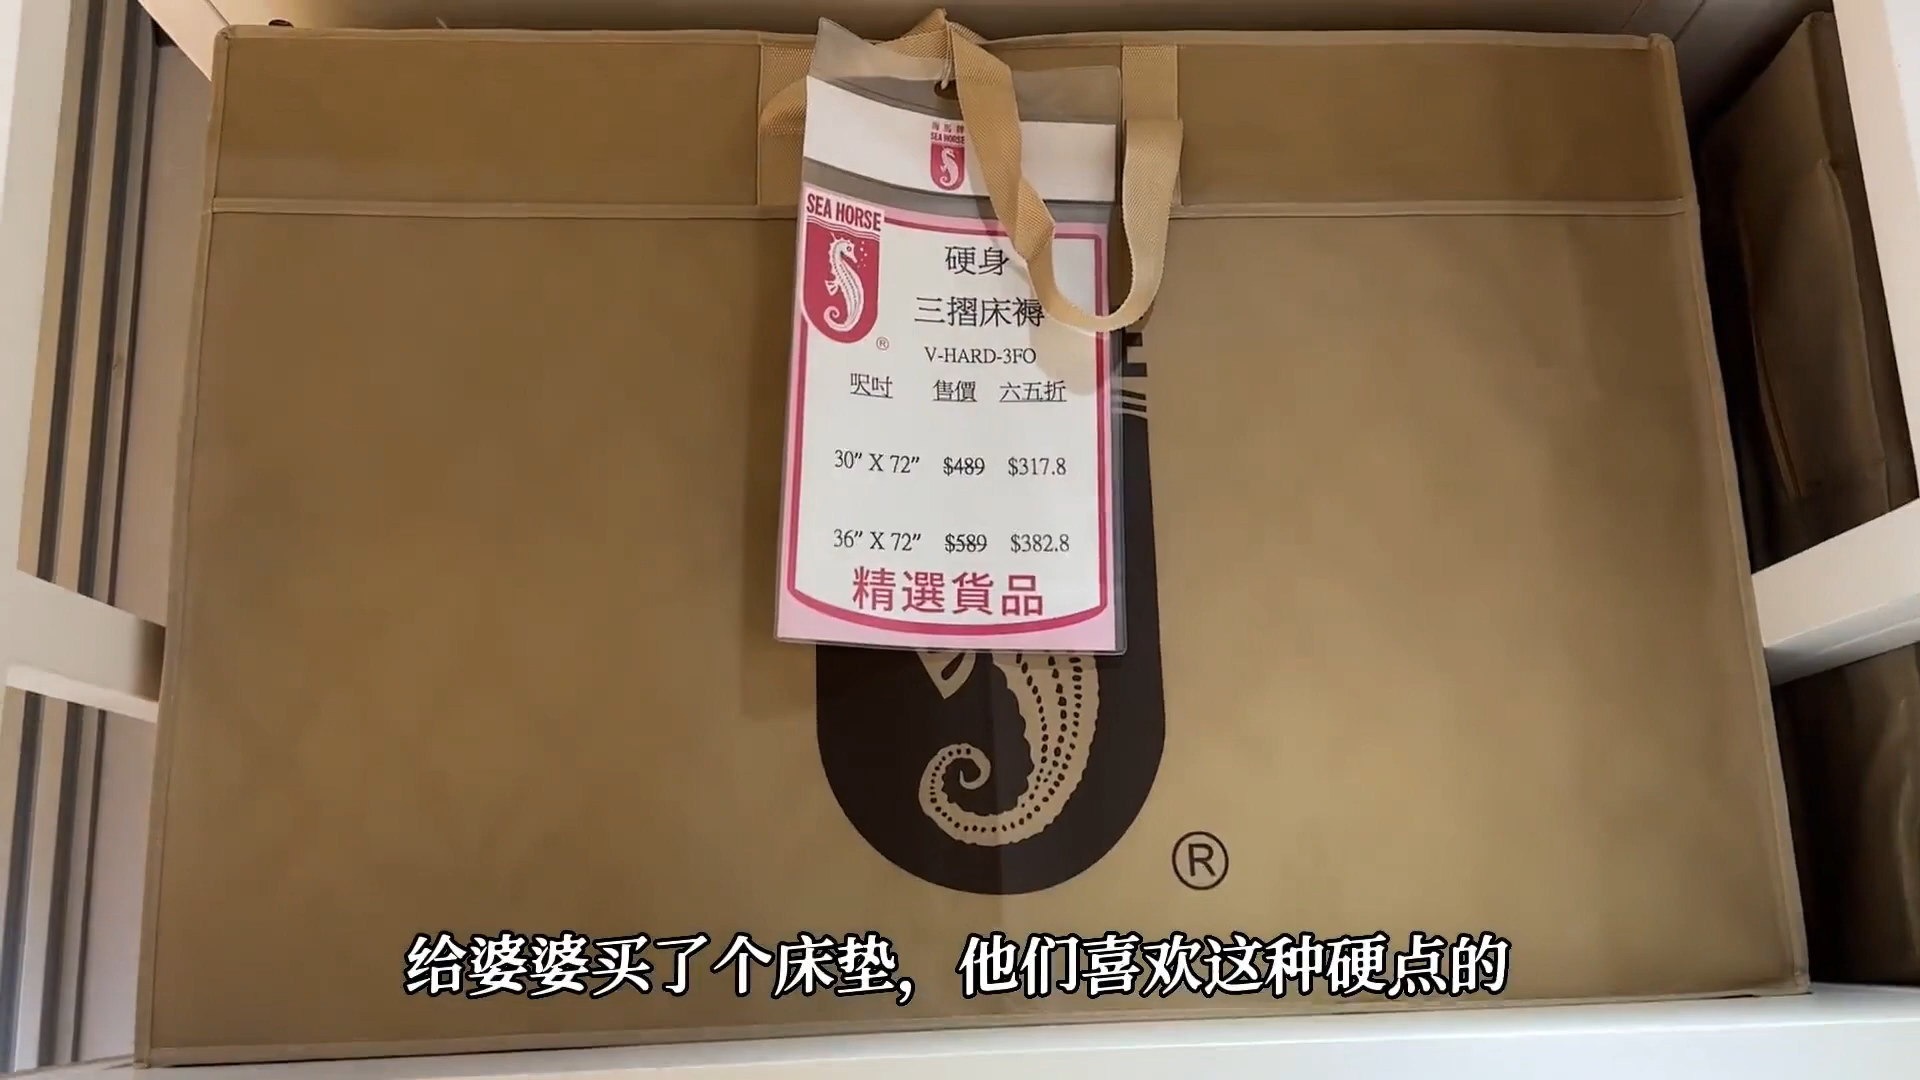 海馬牌
SEA HORSE
SEA HORSE
®
硬身
三摺床褥
V-HARD-3FO
呎吋 售價 六五折
30” X 72” $489 $317.8
36” X 72” $589 $382.8
精選貨品
E
®
给婆婆买了个床垫，他们喜欢这种硬点的